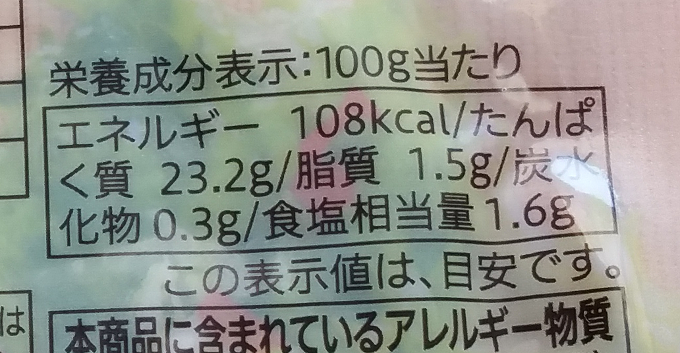 栄養成分表示:100g当たり
エネルギー 108kcal/たんぱ
く質 23.2g/脂質 1.5g/炭水
化物 0.3g/食塩相当量 1.6g
この表示値は、目安です。
は
本商品に含まれているアレルギー物質